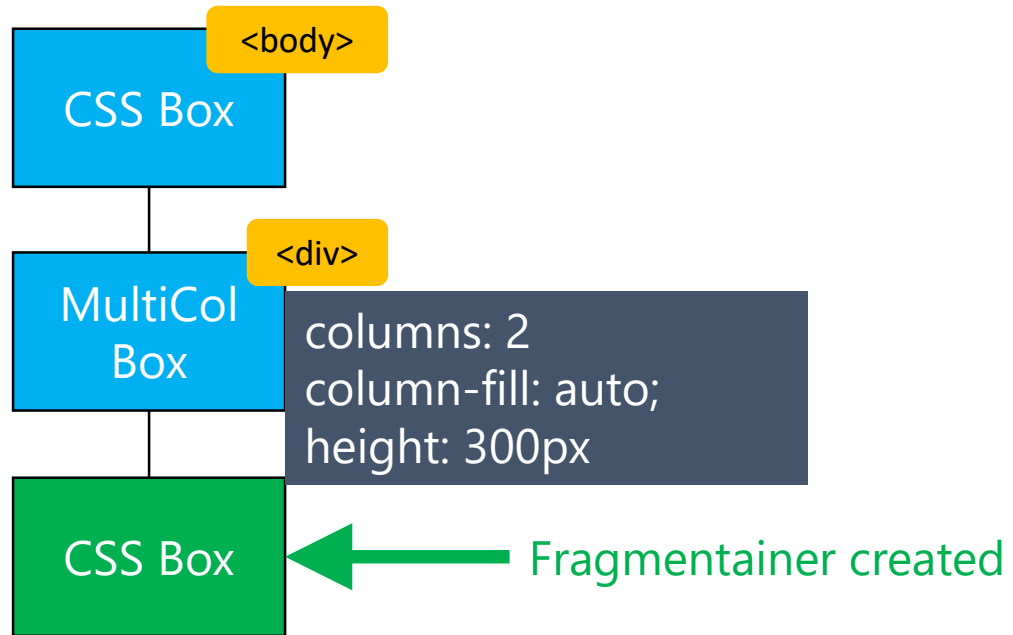 <body>
CSS Box
<div>
MultiCol
Box
columns: 2
column-fill: auto;
height: 300px
CSS Box
Fragmentainer created